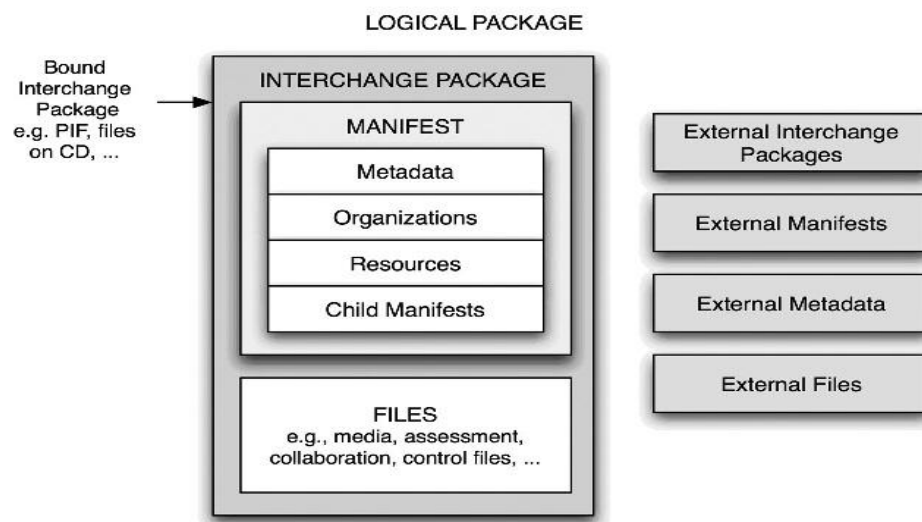 LOGICAL PACKAGE
Bound
Interchange
Package
e.g. PIF, files
on CD, ...
INTERCHANGE PACKAGE
MANIFEST
Metadata
Organizations
Resources
Child Manifests
FILES
e.g., media, assessment,
collaboration, control files, ...
External Interchange
Packages
External Manifests
External Metadata
External Files